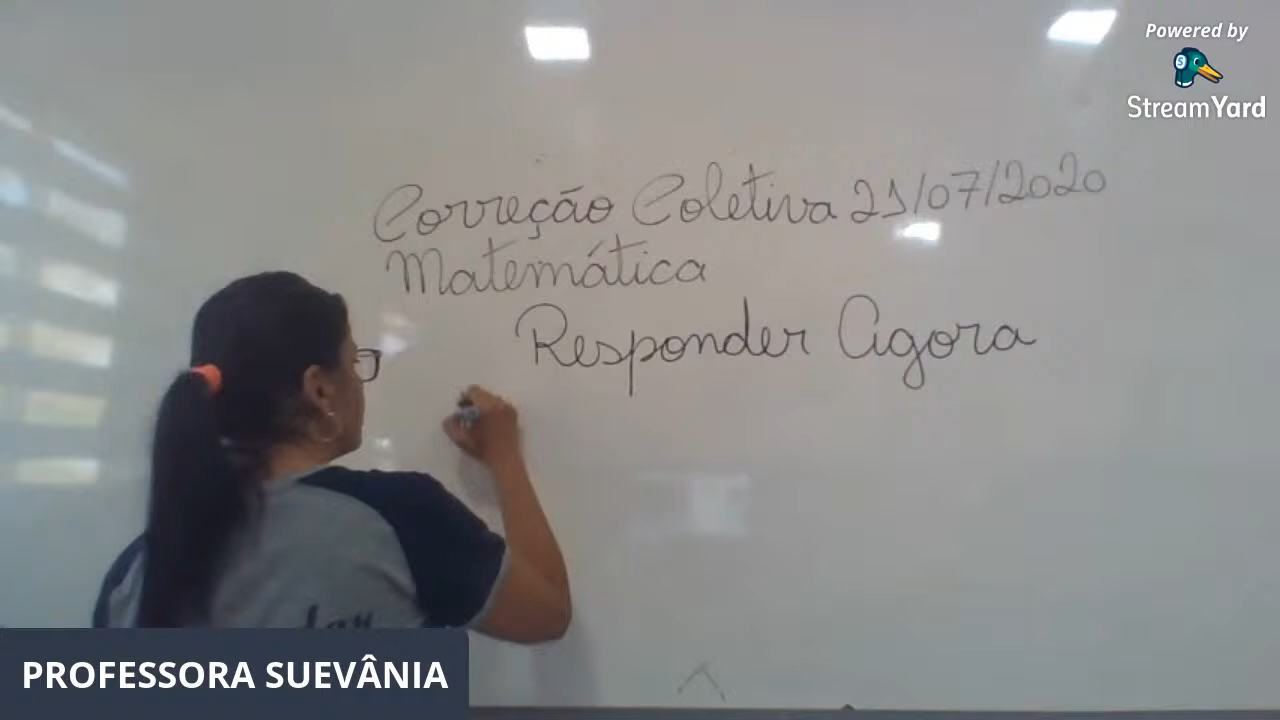 Powered by
StreamYard
Correção Coletiva 21/07/2020
Matemática
Responder Agora
PROFESSORA SUEVÂNIA